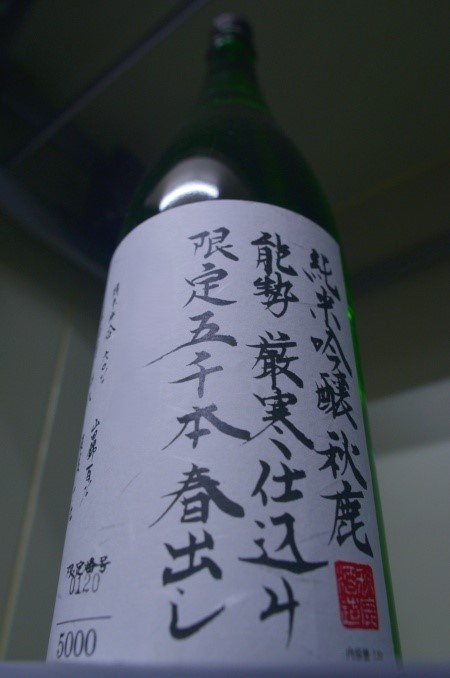 純米吟醸 秋鹿
能勢 厳寒仕込み
限定五千本 春出し
限定番号
0120
5000